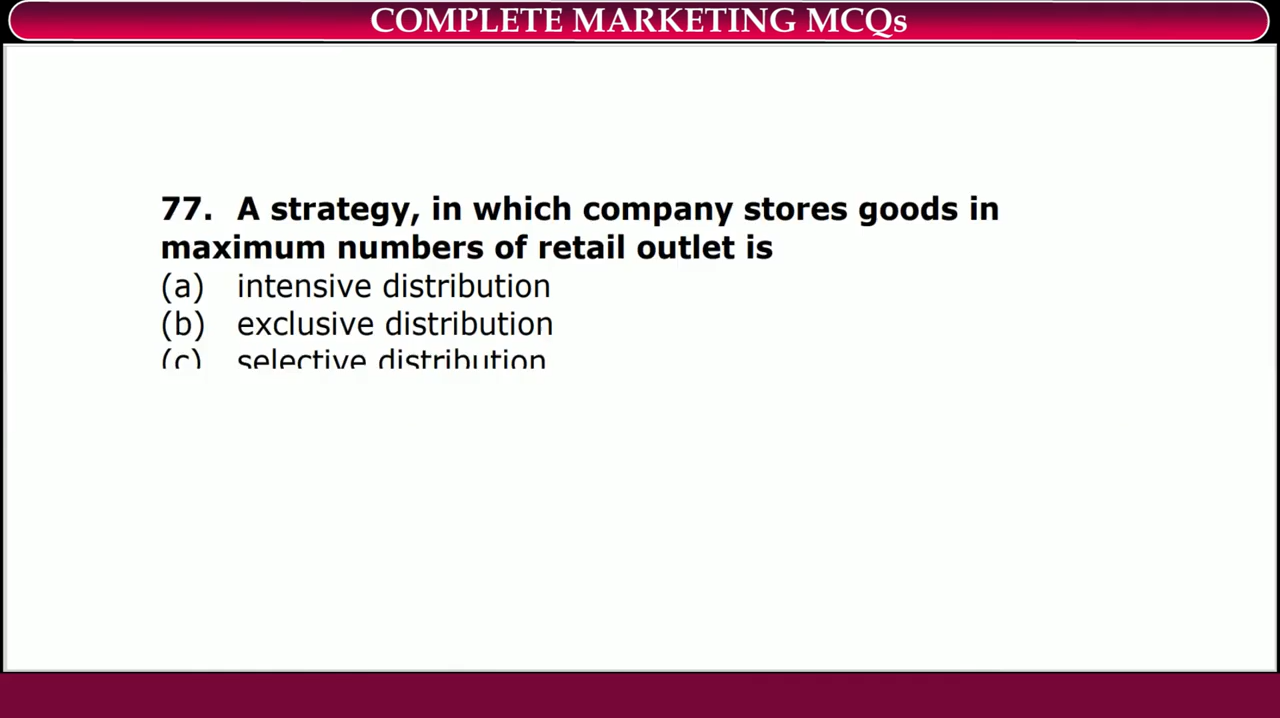 COMPLETE MARKETING MCQs
77. A strategy, in which company stores goods in
maximum numbers of retail outlet is
(a) intensive distribution
(b) exclusive distribution
(c) selective distribution